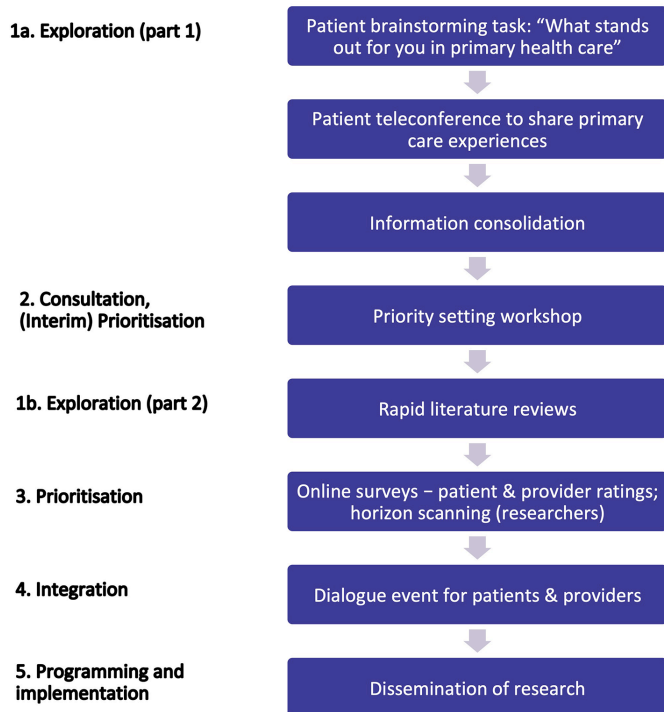 1a. Exploration (part 1)
Patient brainstorming task: “What stands
out for you in primary health care”
Patient teleconference to share primary
care experiences
Information consolidation
2. Consultation,
(Interim) Prioritisation
Priority setting workshop
1b. Exploration (part 2)
Rapid literature reviews
3. Prioritisation
Online surveys – patient & provider ratings;
horizon scanning (researchers)
4. Integration
Dialogue event for patients & providers
5. Programming and
implementation
Dissemination of research